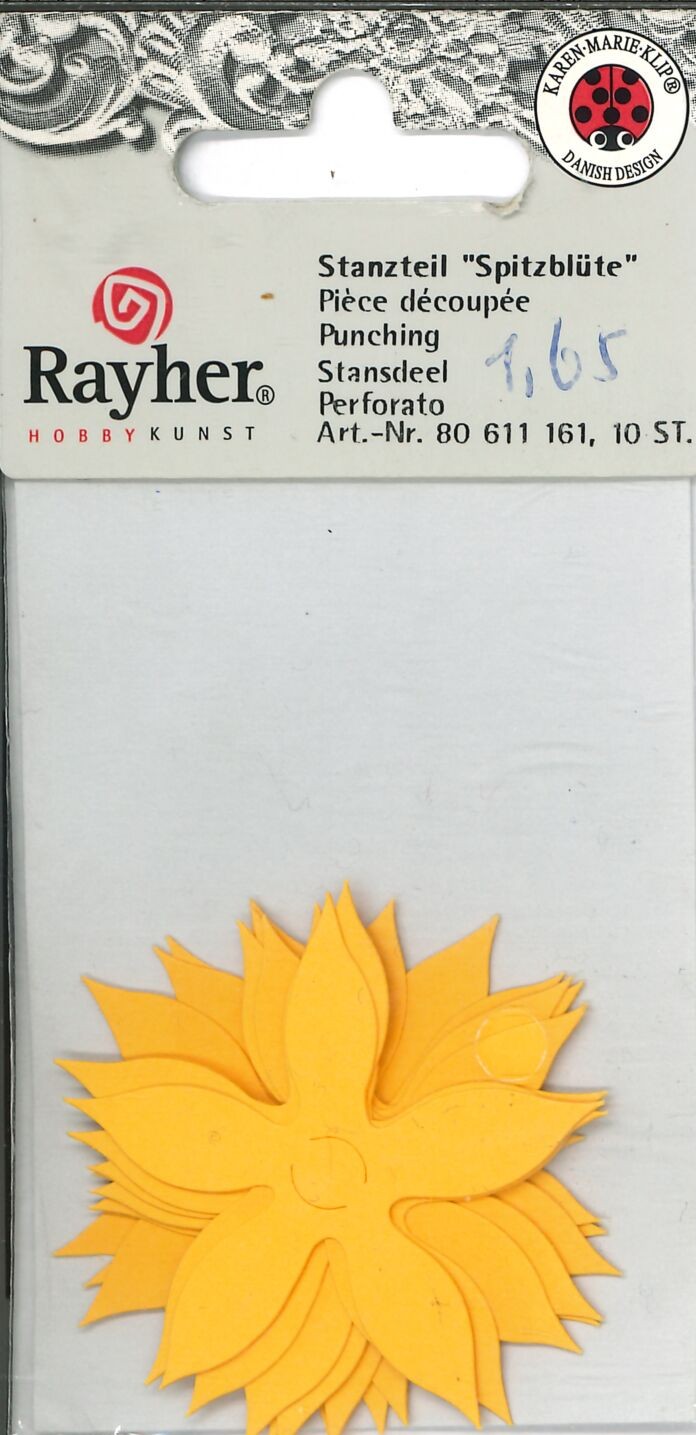 KAREN-MARIE-KLIP®
DANISH DESIGN
Rayher®
HOBBYKUNST
Stanzteil "Spitzblüte"
Pièce découpée
Punching
Stansdeel
Perforato
Art.-Nr. 80 611 161, 10 ST.
1,65